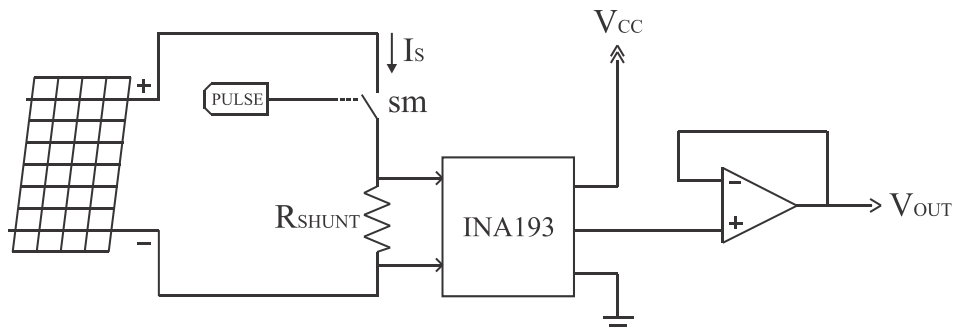 VCC
IS
+
PULSE
sm
RSHUNT
INA193
-
+
VOUT
-